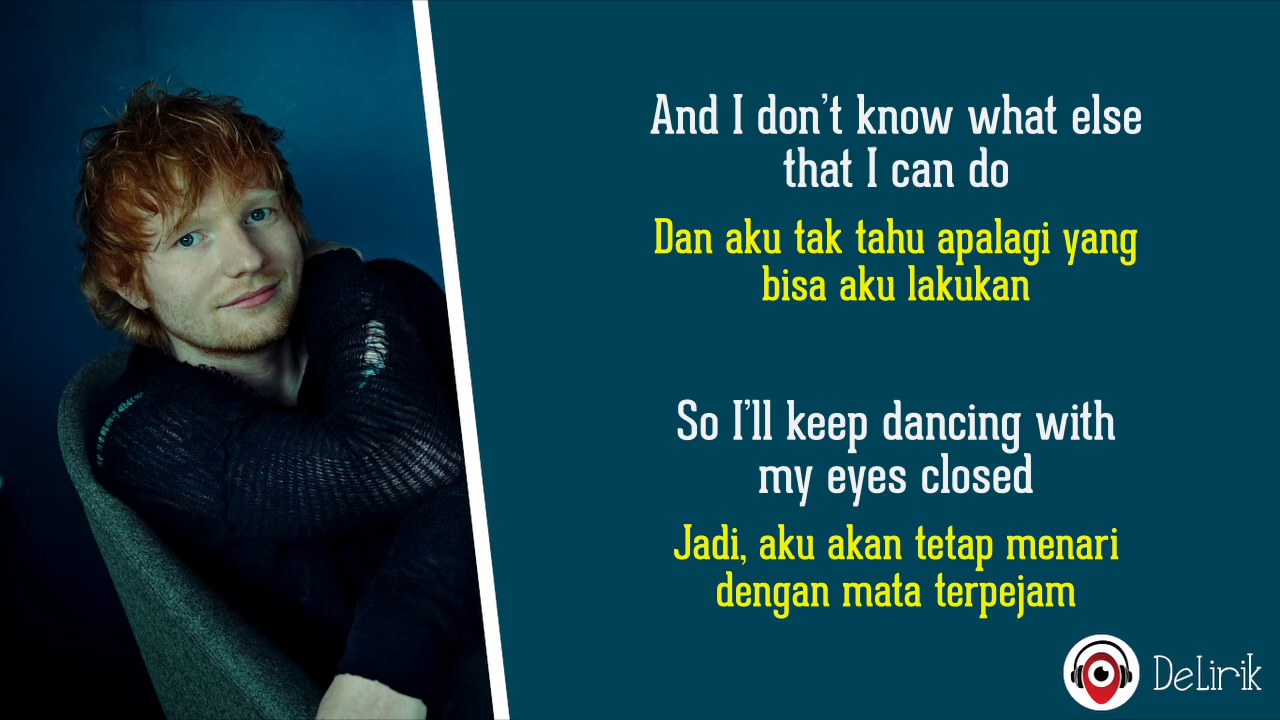 And I don't know what else
that I can do
Dan aku tak tahu apalagi yang
bisa aku lakukan
So I'll keep dancing with
my eyes closed
Jadi, aku akan tetap menari
dengan mata terpejam
DeLirik